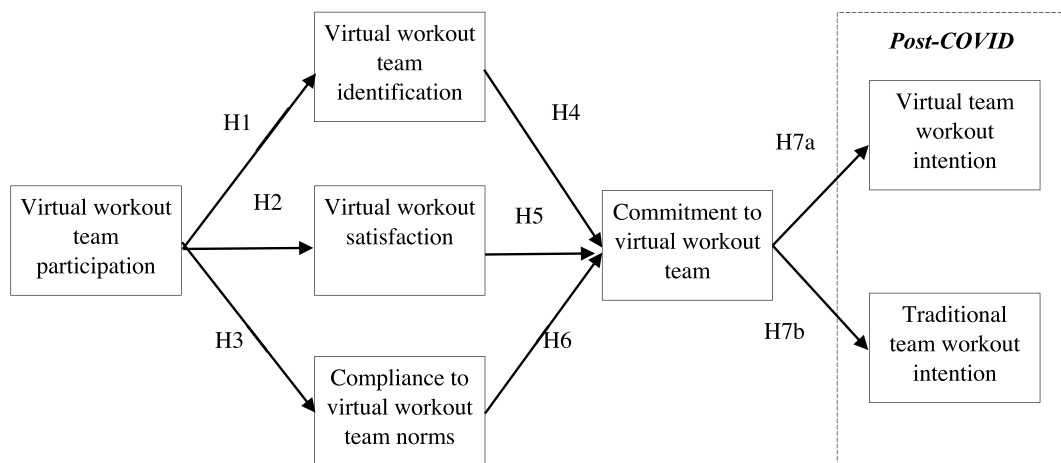 Virtual workout
team
participation
H1
H2
H3
Virtual workout
team
identification
Virtual workout
satisfaction
Compliance to
virtual workout
team norms
H4
H5
H6
Commitment to
virtual workout
team
H7a
H7b
Post-COVID
Virtual team
workout
intention
Traditional
team workout
intention